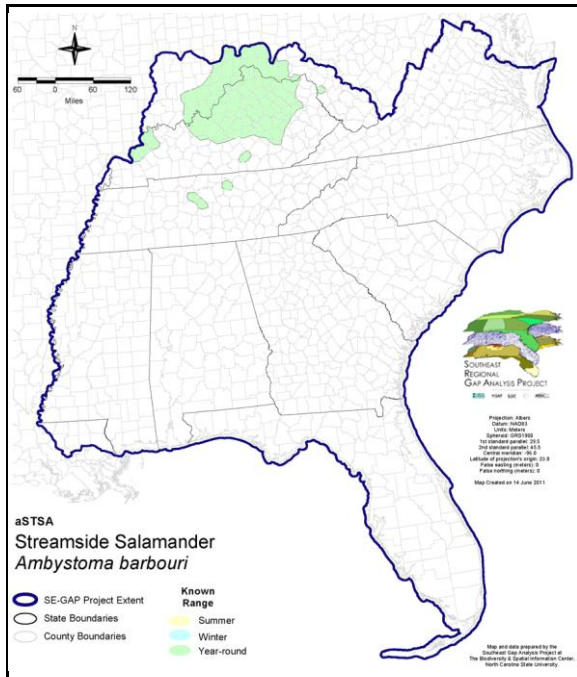 N
60 0 60 120
Miles
SOUTHEAST
REGIONAL
GAP ANALYSIS PROJECT
Projection: Albers
Datum: NAD83
Units: Meters
Spheroid: GRS1980
1st standard parallel: 29.5
2nd standard parallel: 45.5
Central meridian: -96.0
Latitude of projection's origin: 23.0
False easting (meters): 0
False northing (meters): 0
Map Created on 14 June 2011
aSTSA
Streamside Salamander
Ambystoma barbouri
SE-GAP Project Extent
State Boundaries
County Boundaries
Known
Range
Summer
Winter
Year-round
Map and data prepared by the
Southeast Gap Analysis Project at
The Biodiversity & Spatial Information Center,
North Carolina State University.